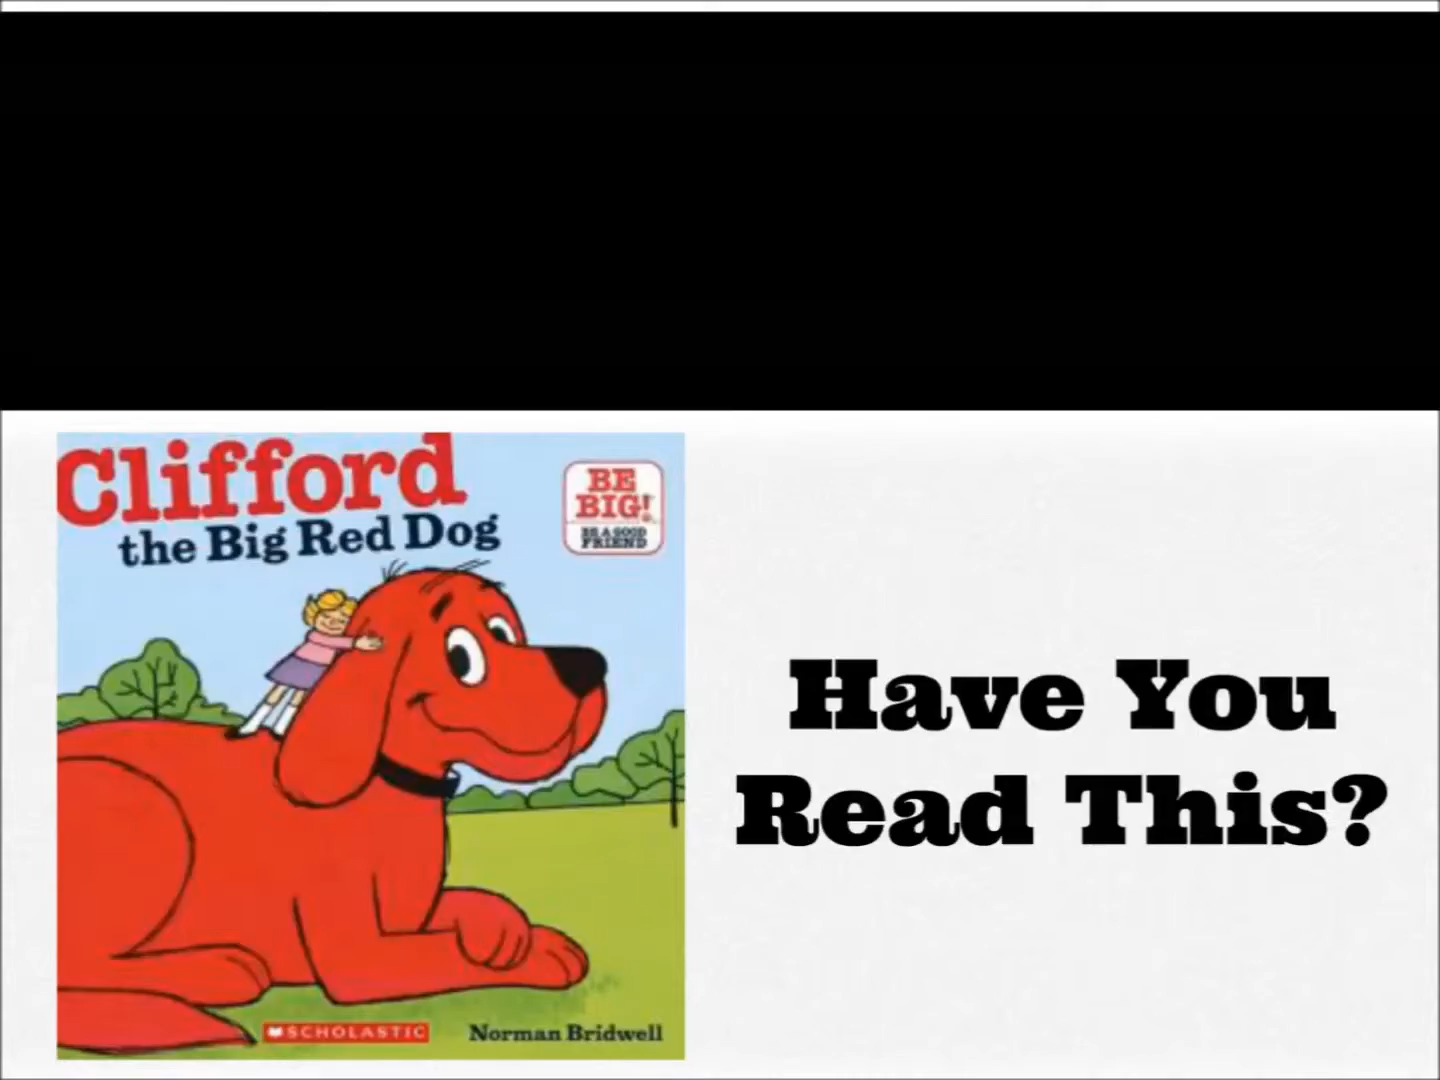 Clifford
the Big Red Dog
BE
BIG!
BE A GOOD
FRIEND
Have You
Read This?
SCHOLASTIC
Norman Bridwell